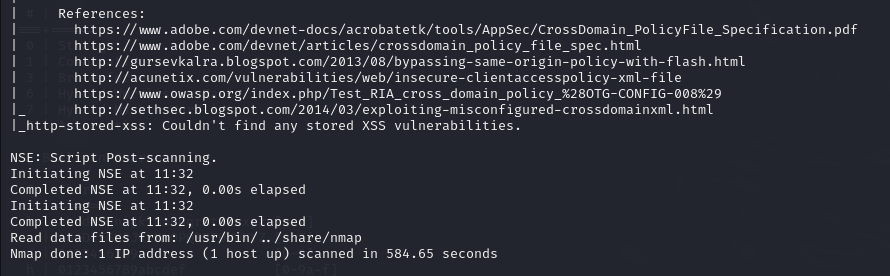 |
|     References:
|       https://www.adobe.com/devnet-docs/acrobatetk/tools/AppSec/CrossDomain_PolicyFile_Specification.pdf
|       https://www.adobe.com/devnet/articles/crossdomain_policy_file_spec.html
|       http://gursevkalra.blogspot.com/2013/08/bypassing-same-origin-policy-with-flash.html
|       http://acunetix.com/vulnerabilities/web/insecure-clientaccesspolicy-xml-file
|       https://www.owasp.org/index.php/Test_RIA_cross_domain_policy_%28OTG-CONFIG-008%29
|_      http://sethsec.blogspot.com/2014/03/exploiting-misconfigured-crossdomainxml.html
|_http-stored-xss: Couldn't find any stored XSS vulnerabilities.

NSE: Script Post-scanning.
Initiating NSE at 11:32
Completed NSE at 11:32, 0.00s elapsed
Initiating NSE at 11:32
Completed NSE at 11:32, 0.00s elapsed
Read data files from: /usr/bin/../share/nmap
Nmap done: 1 IP address (1 host up) scanned in 584.65 seconds